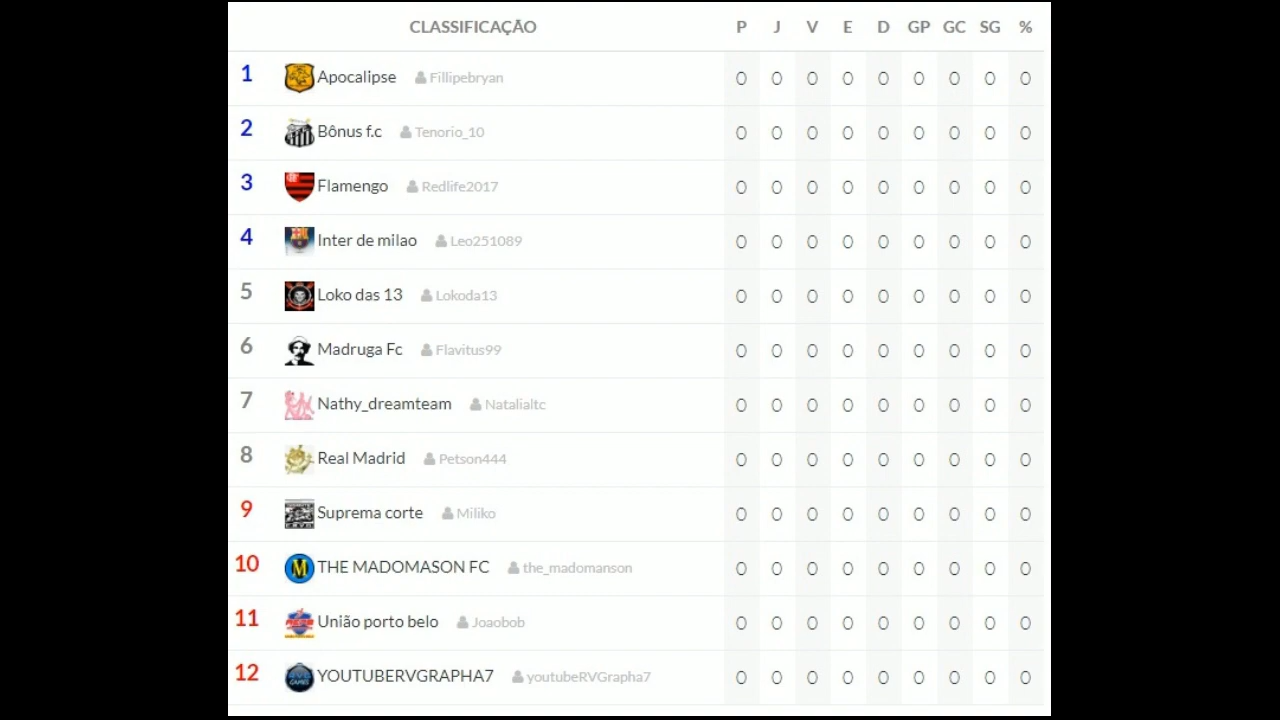 CLASSIFICAÇÃO P J V E D GP GC SG %
1 Apocalipse Fillipebryan 0 0 0 0 0 0 0 0 0
2 Bônus f.c Tenorio_10 0 0 0 0 0 0 0 0 0
3 Flamengo Redlife2017 0 0 0 0 0 0 0 0 0
4 Inter de milao Leo251089 0 0 0 0 0 0 0 0 0
5 Loko das 13 Lokoda13 0 0 0 0 0 0 0 0 0
6 Madruga Fc Flavitus99 0 0 0 0 0 0 0 0 0
7 Nathy_dreamteam Natalialtc 0 0 0 0 0 0 0 0 0
8 Real Madrid Petson444 0 0 0 0 0 0 0 0 0
9 Suprema corte Miliko 0 0 0 0 0 0 0 0 0
10 THE MADOMASON FC the_madomanson 0 0 0 0 0 0 0 0 0
11 União porto belo Joaobob 0 0 0 0 0 0 0 0 0
12 YOUTUBERVGRAPHA7 youtubeRVGrapha7 0 0 0 0 0 0 0 0 0